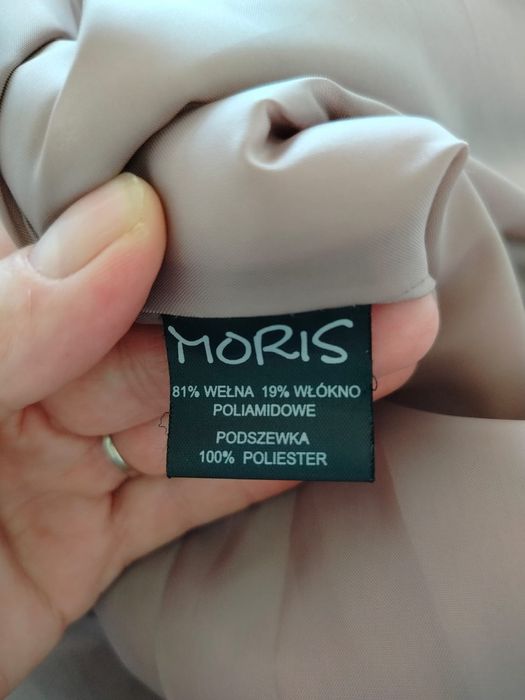 MORIS
81% WEŁNA 19% WŁÓKNO
POLIAMIDOWE
PODSZEWKA
100% POLIESTER